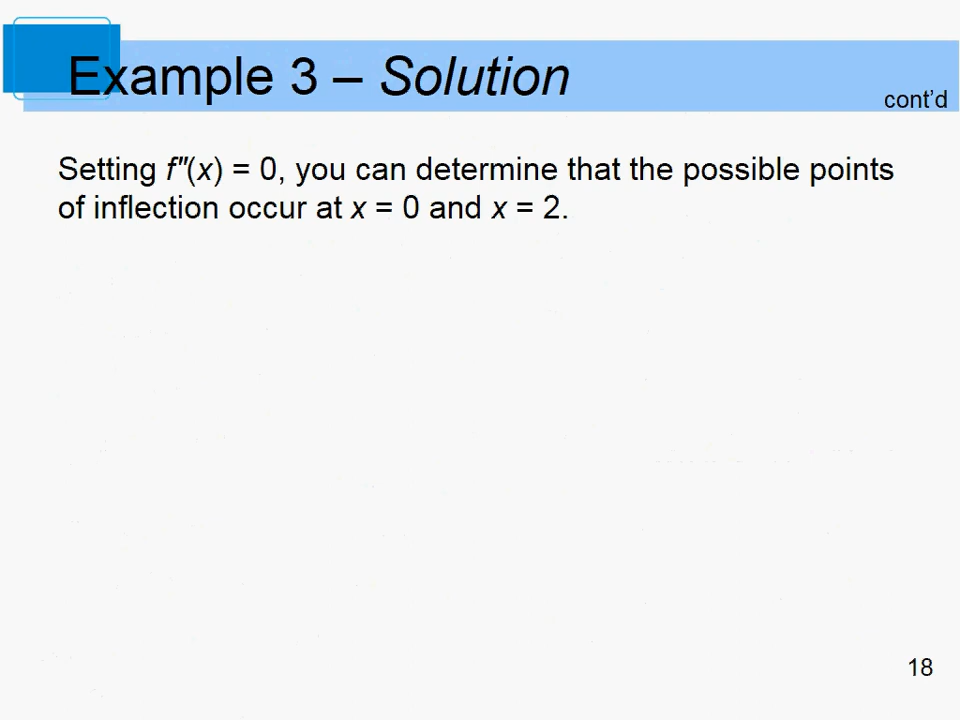 Example 3 – Solution
cont’d
Setting f"(x) = 0, you can determine that the possible points
of inflection occur at x = 0 and x = 2.
18